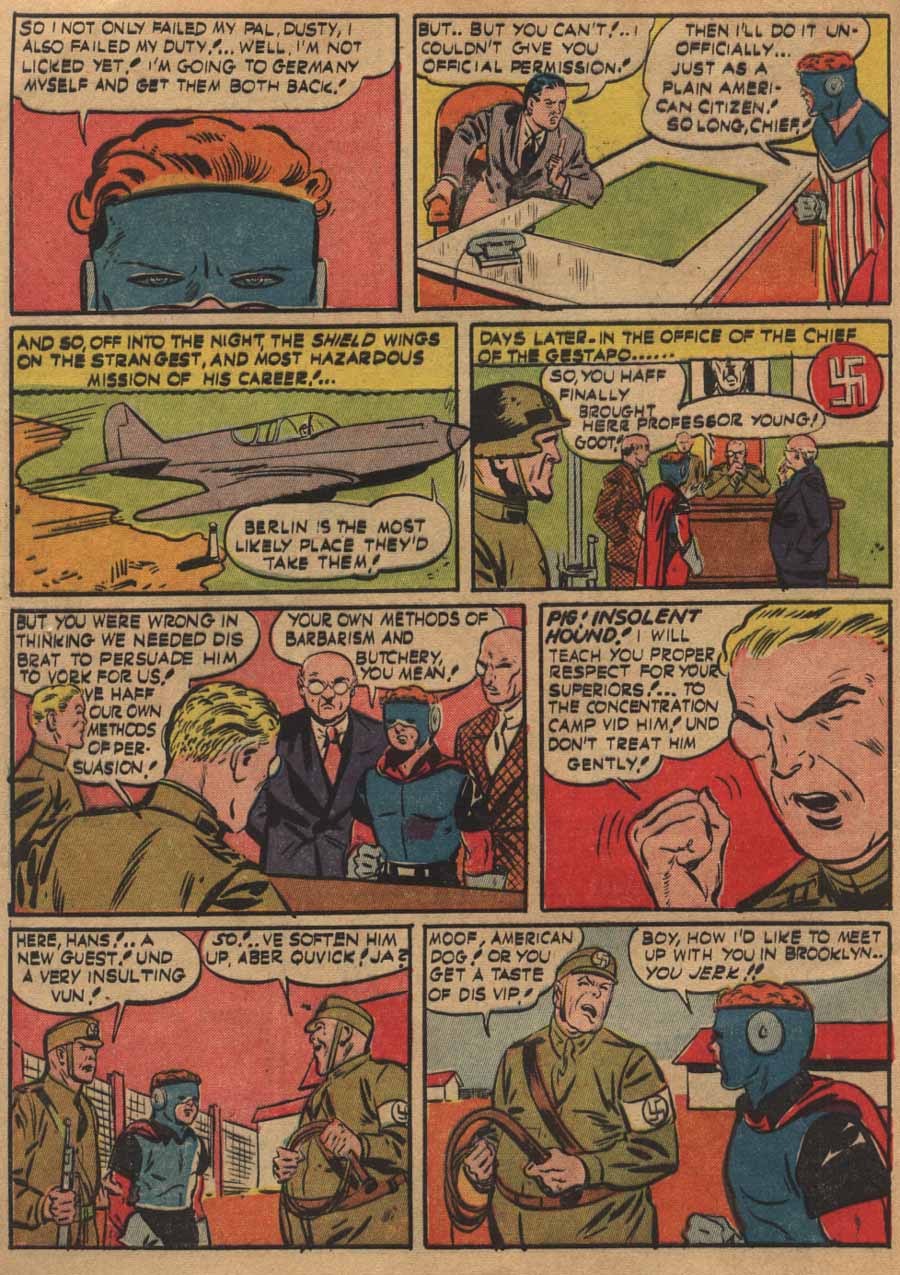 SO I NOT ONLY FAILED MY PAL, DUSTY, I
ALSO FAILED MY DUTY!... WELL, I'M NOT
LICKED YET! I'M GOING TO GERMANY
MYSELF AND GET THEM BOTH BACK!
BUT.. BUT YOU CAN'T!..I
COULDN'T GIVE YOU
OFFICIAL PERMISSION!
THEN I'LL DO IT UN-
OFFICIALLY...
JUST AS A
PLAIN AMERI-
CAN CITIZEN!
SO LONG, CHIEF!
AND SO, OFF INTO THE NIGHT, THE SHIELD WINGS
ON THE STRANGEST, AND MOST HAZARDOUS
MISSION OF HIS CAREER!...
BERLIN IS THE MOST
LIKELY PLACE THEY'D
TAKE THEM!
DAYS LATER- IN THE OFFICE OF THE CHIEF
OF THE GESTAPO......
SO, YOU HAFF
FINALLY
BROUGHT
HERR PROFESSOR YOUNG!
GOOT!
BUT YOU WERE WRONG IN
THINKING WE NEEDED DIS
BRAT TO PERSUADE HIM
TO VORK FOR US!
VE HAFF
OUR OWN
METHODS
OF PER-
SUASION!
YOUR OWN METHODS OF
BARBARISM AND
BUTCHERY,
YOU MEAN!
PIG! INSOLENT
HOUND! I WILL
TEACH YOU PROPER
RESPECT FOR YOUR
SUPERIORS!... TO
THE CONCENTRATION
CAMP VID HIM! UND
DON'T TREAT HIM
GENTLY!
HERE, HANS!.. A
NEW GUEST! UND
A VERY INSULTING
VUN!
SO!..VE SOFTEN HIM
UP, ABER QUVICK! JA?
MOOF, AMERICAN
DOG! OR YOU
GET A TASTE
OF DIS VIP!
BOY, HOW I'D LIKE TO MEET
UP WITH YOU IN BROOKLYN..
YOU JERK!!